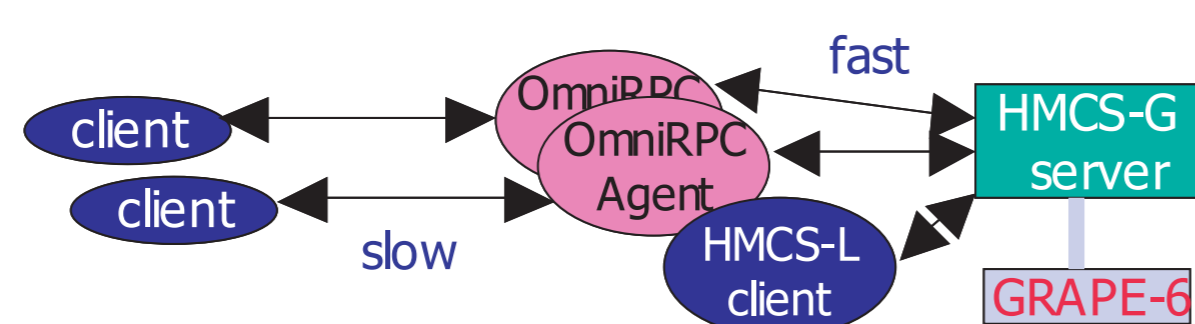 fast
OmniRPC
client
OmniRPC
Agent
client
slow
HMCS-L
client
HMCS-G
server
GRAPE-6